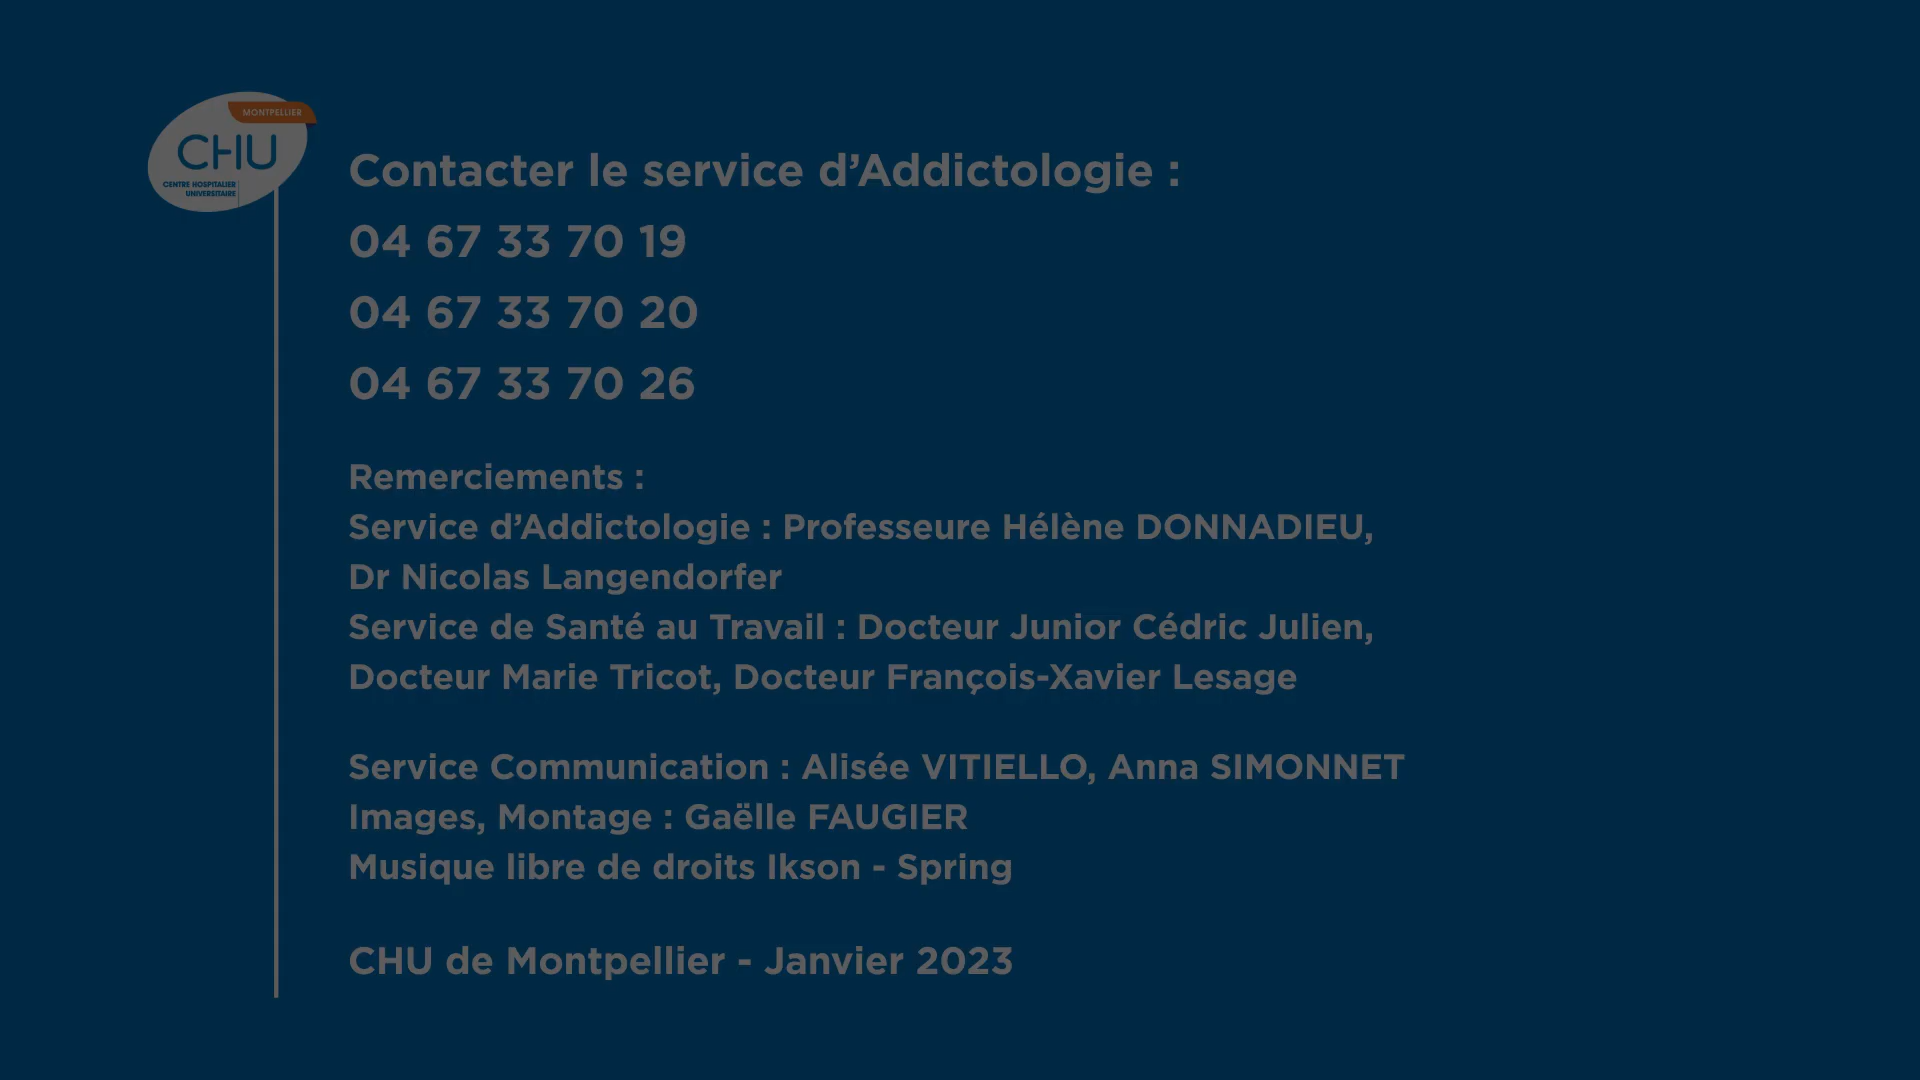 MONTPELLIER
CHU
CENTRE HOSPITALIER
UNIVERSITAIRE
Contacter le service d’Addictologie :
04 67 33 70 19
04 67 33 70 20
04 67 33 70 26
Remerciements :
Service d’Addictologie : Professeure Hélène DONNADIEU,
Dr Nicolas Langendorfer
Service de Santé au Travail : Docteur Junior Cédric Julien,
Docteur Marie Tricot, Docteur François-Xavier Lesage
Service Communication : Alisée VITIELLO, Anna SIMONNET
Images, Montage : Gaëlle FAUGIER
Musique libre de droits Ikson - Spring
CHU de Montpellier - Janvier 2023